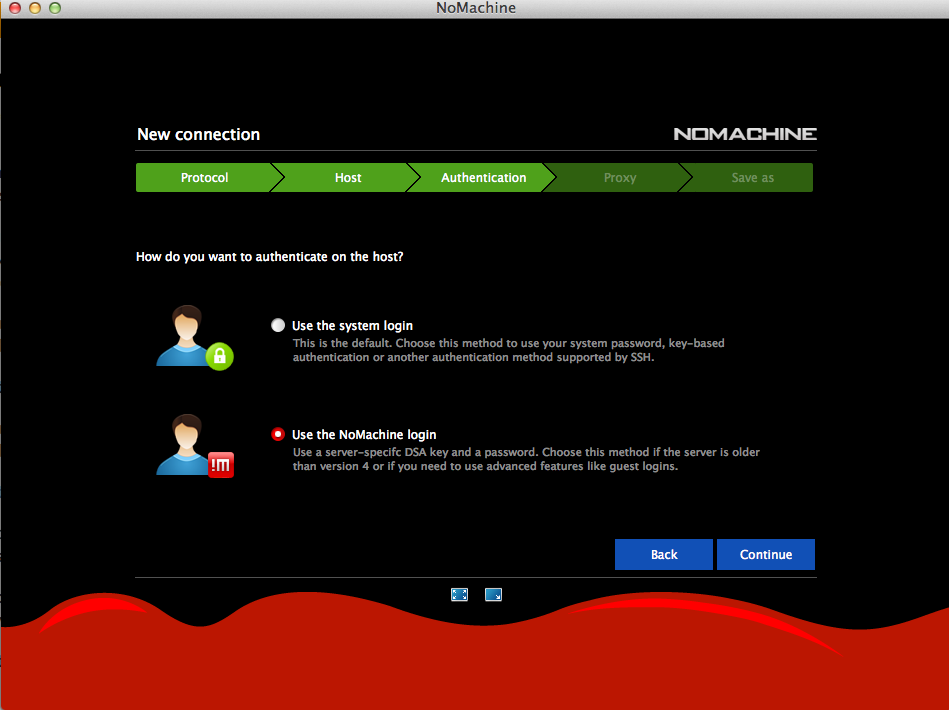 NoMachine
New connection
NOMACHINE
Protocol
Host
Authentication
Proxy
Save as
How do you want to authenticate on the host?
Use the system login
This is the default. Choose this method to use your system password, key-based
authentication or another authentication method supported by SSH.
Use the NoMachine login
!M
Use a server-specifc DSA key and a password. Choose this method if the server is older
than version 4 or if you need to use advanced features like guest logins.
Back
Continue